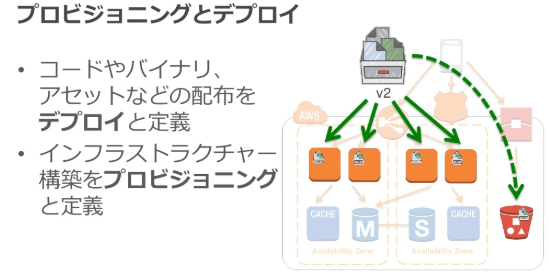 プロビジョニングとデプロイ
• コードやバイナリ、
アセットなどの配布を
デプロイと定義
• インフラストラクチャー
構築をプロビジョニング
と定義
v2
AWS
CACHE
M
S
CACHE
Availability Zone
Availability Zone